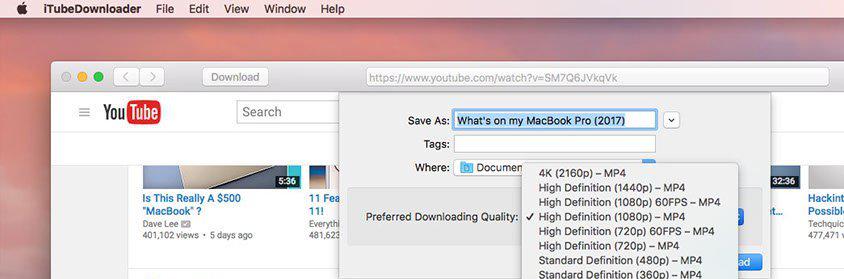 iTubeDownloader File Edit View Window Help
Download https://www.youtube.com/watch?v=SM7Q6JVkqVk
YouTube Search
Save As: What's on my MacBook Pro (2017)
Tags:
Where: Documen
5:36
32:36
Is This Really A $500
"MacBook" ?
Dave Lee
401,102 views • 5 days ago
11 Fea
11!
Everythi
481,623
Preferred Downloading Quality:
4K (2160p) – MP4
High Definition (1440p) – MP4
High Definition (1080p) 60FPS – MP4
✓ High Definition (1080p) – MP4
High Definition (720p) 60FPS – MP4
High Definition (720p) – MP4
Standard Definition (480p) – MP4
Standard Definition (360p) – MP4
ad
Hackint
Possible
t...
Techquic
477,471 v